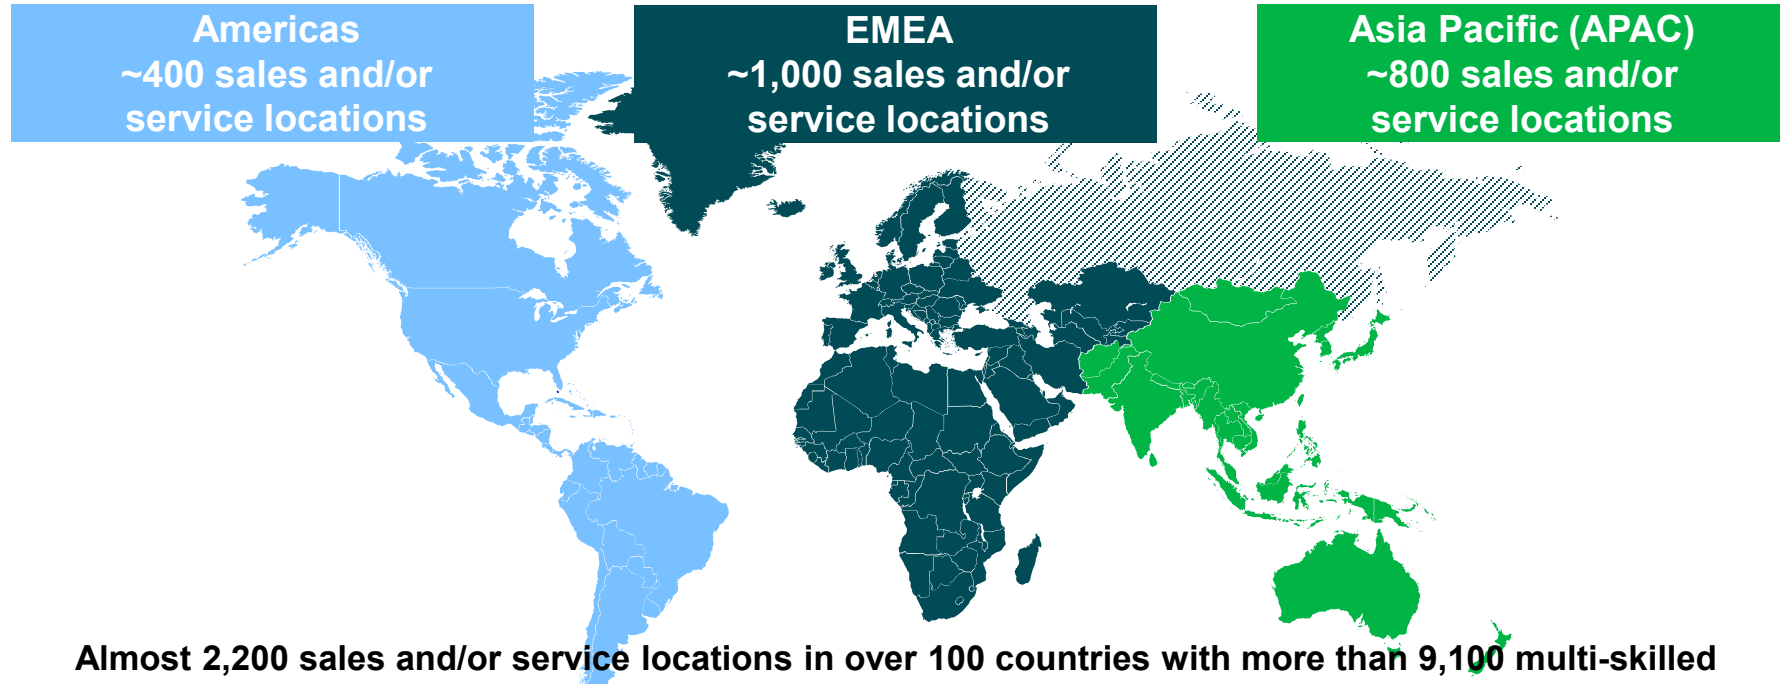 Americas
~400 sales and/or
service locations
EMEA
~1,000 sales and/or
service locations
Asia Pacific (APAC)
~800 sales and/or
service locations
Almost 2,200 sales and/or service locations in over 100 countries with more than 9,100 multi-skilled